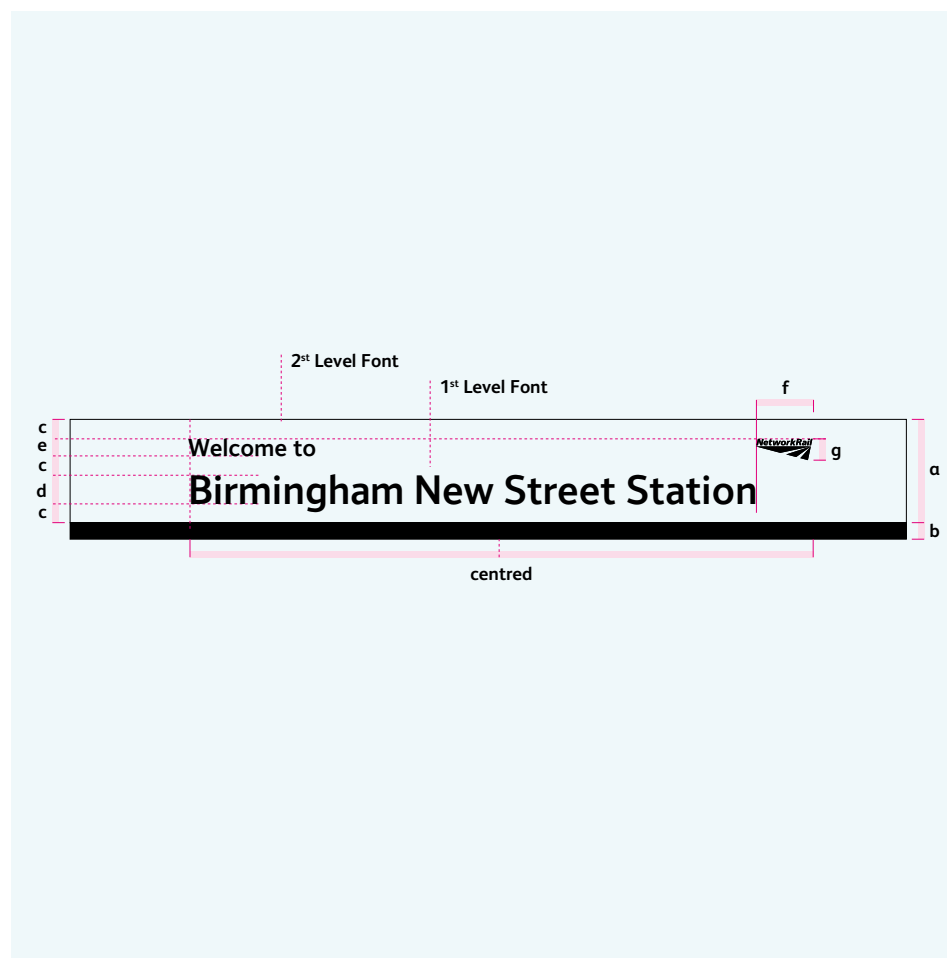 2st Level Font
1st Level Font
f
c
e
c
d
c
Welcome to
NetworkRail
g
a
Birmingham New Street Station
b
centred